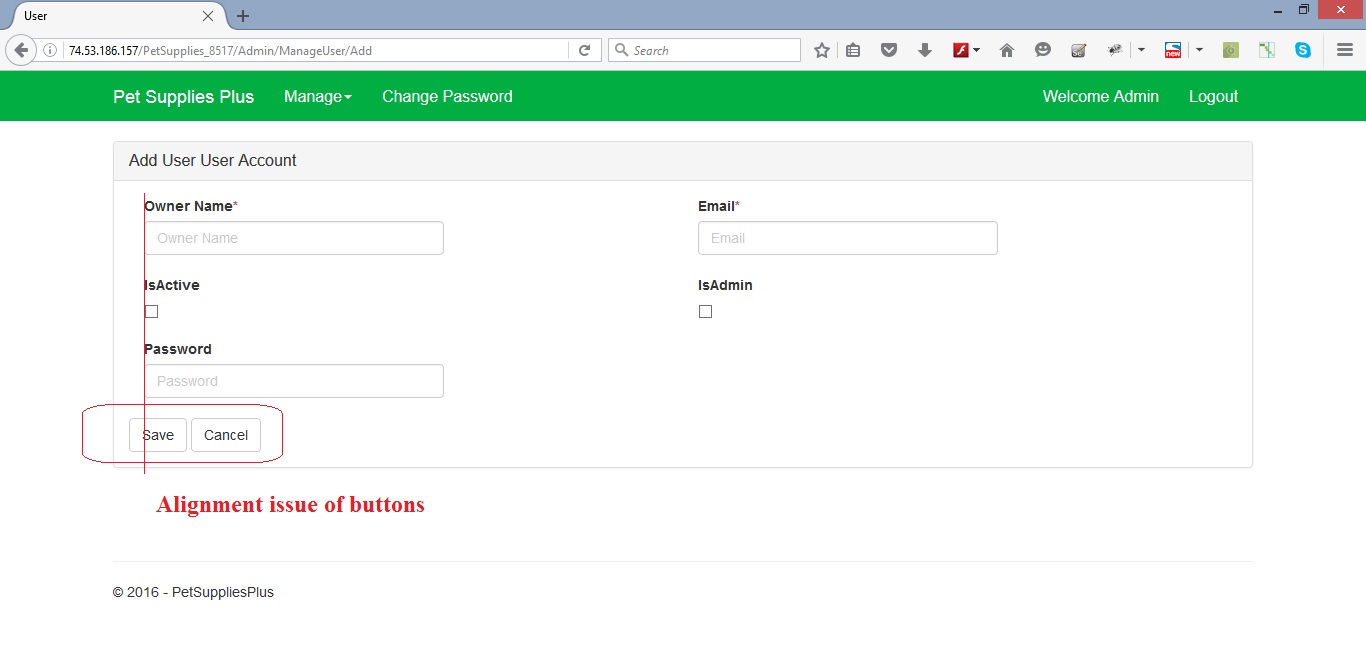 User
74.53.186.157/PetSupplies_8517/Admin/ManageUser/Add
Search
new
Pet Supplies Plus Manage Change Password Welcome Admin Logout
Add User User Account
Owner Name* Email*
Owner Name Email
IsActive IsAdmin
Password
Password
Save Cancel
Alignment issue of buttons
© 2016 - PetSuppliesPlus